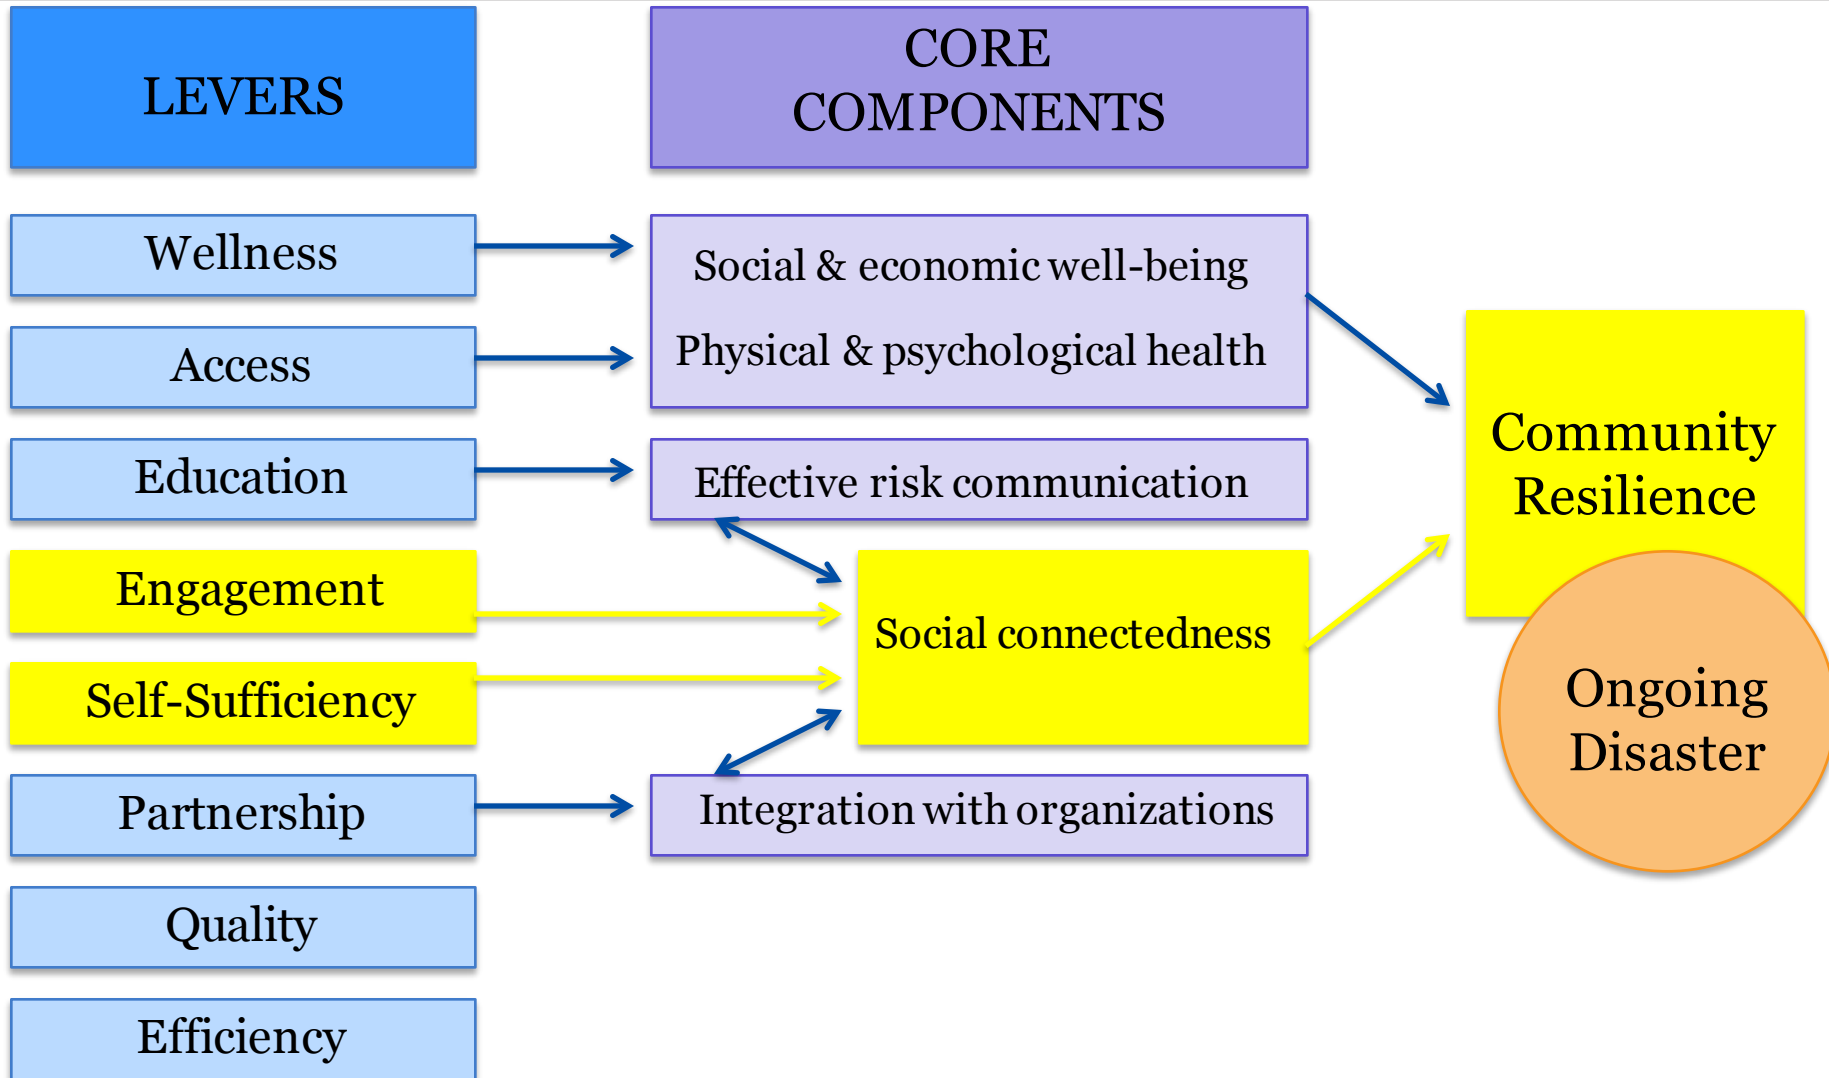 LEVERS
CORE
COMPONENTS
Wellness
Access
Education
Engagement
Self-Sufficiency
Partnership
Quality
Efficiency
Social & economic well-being
Physical & psychological health
Effective risk communication
Social connectedness
Integration with organizations
Community
Resilience
Ongoing
Disaster